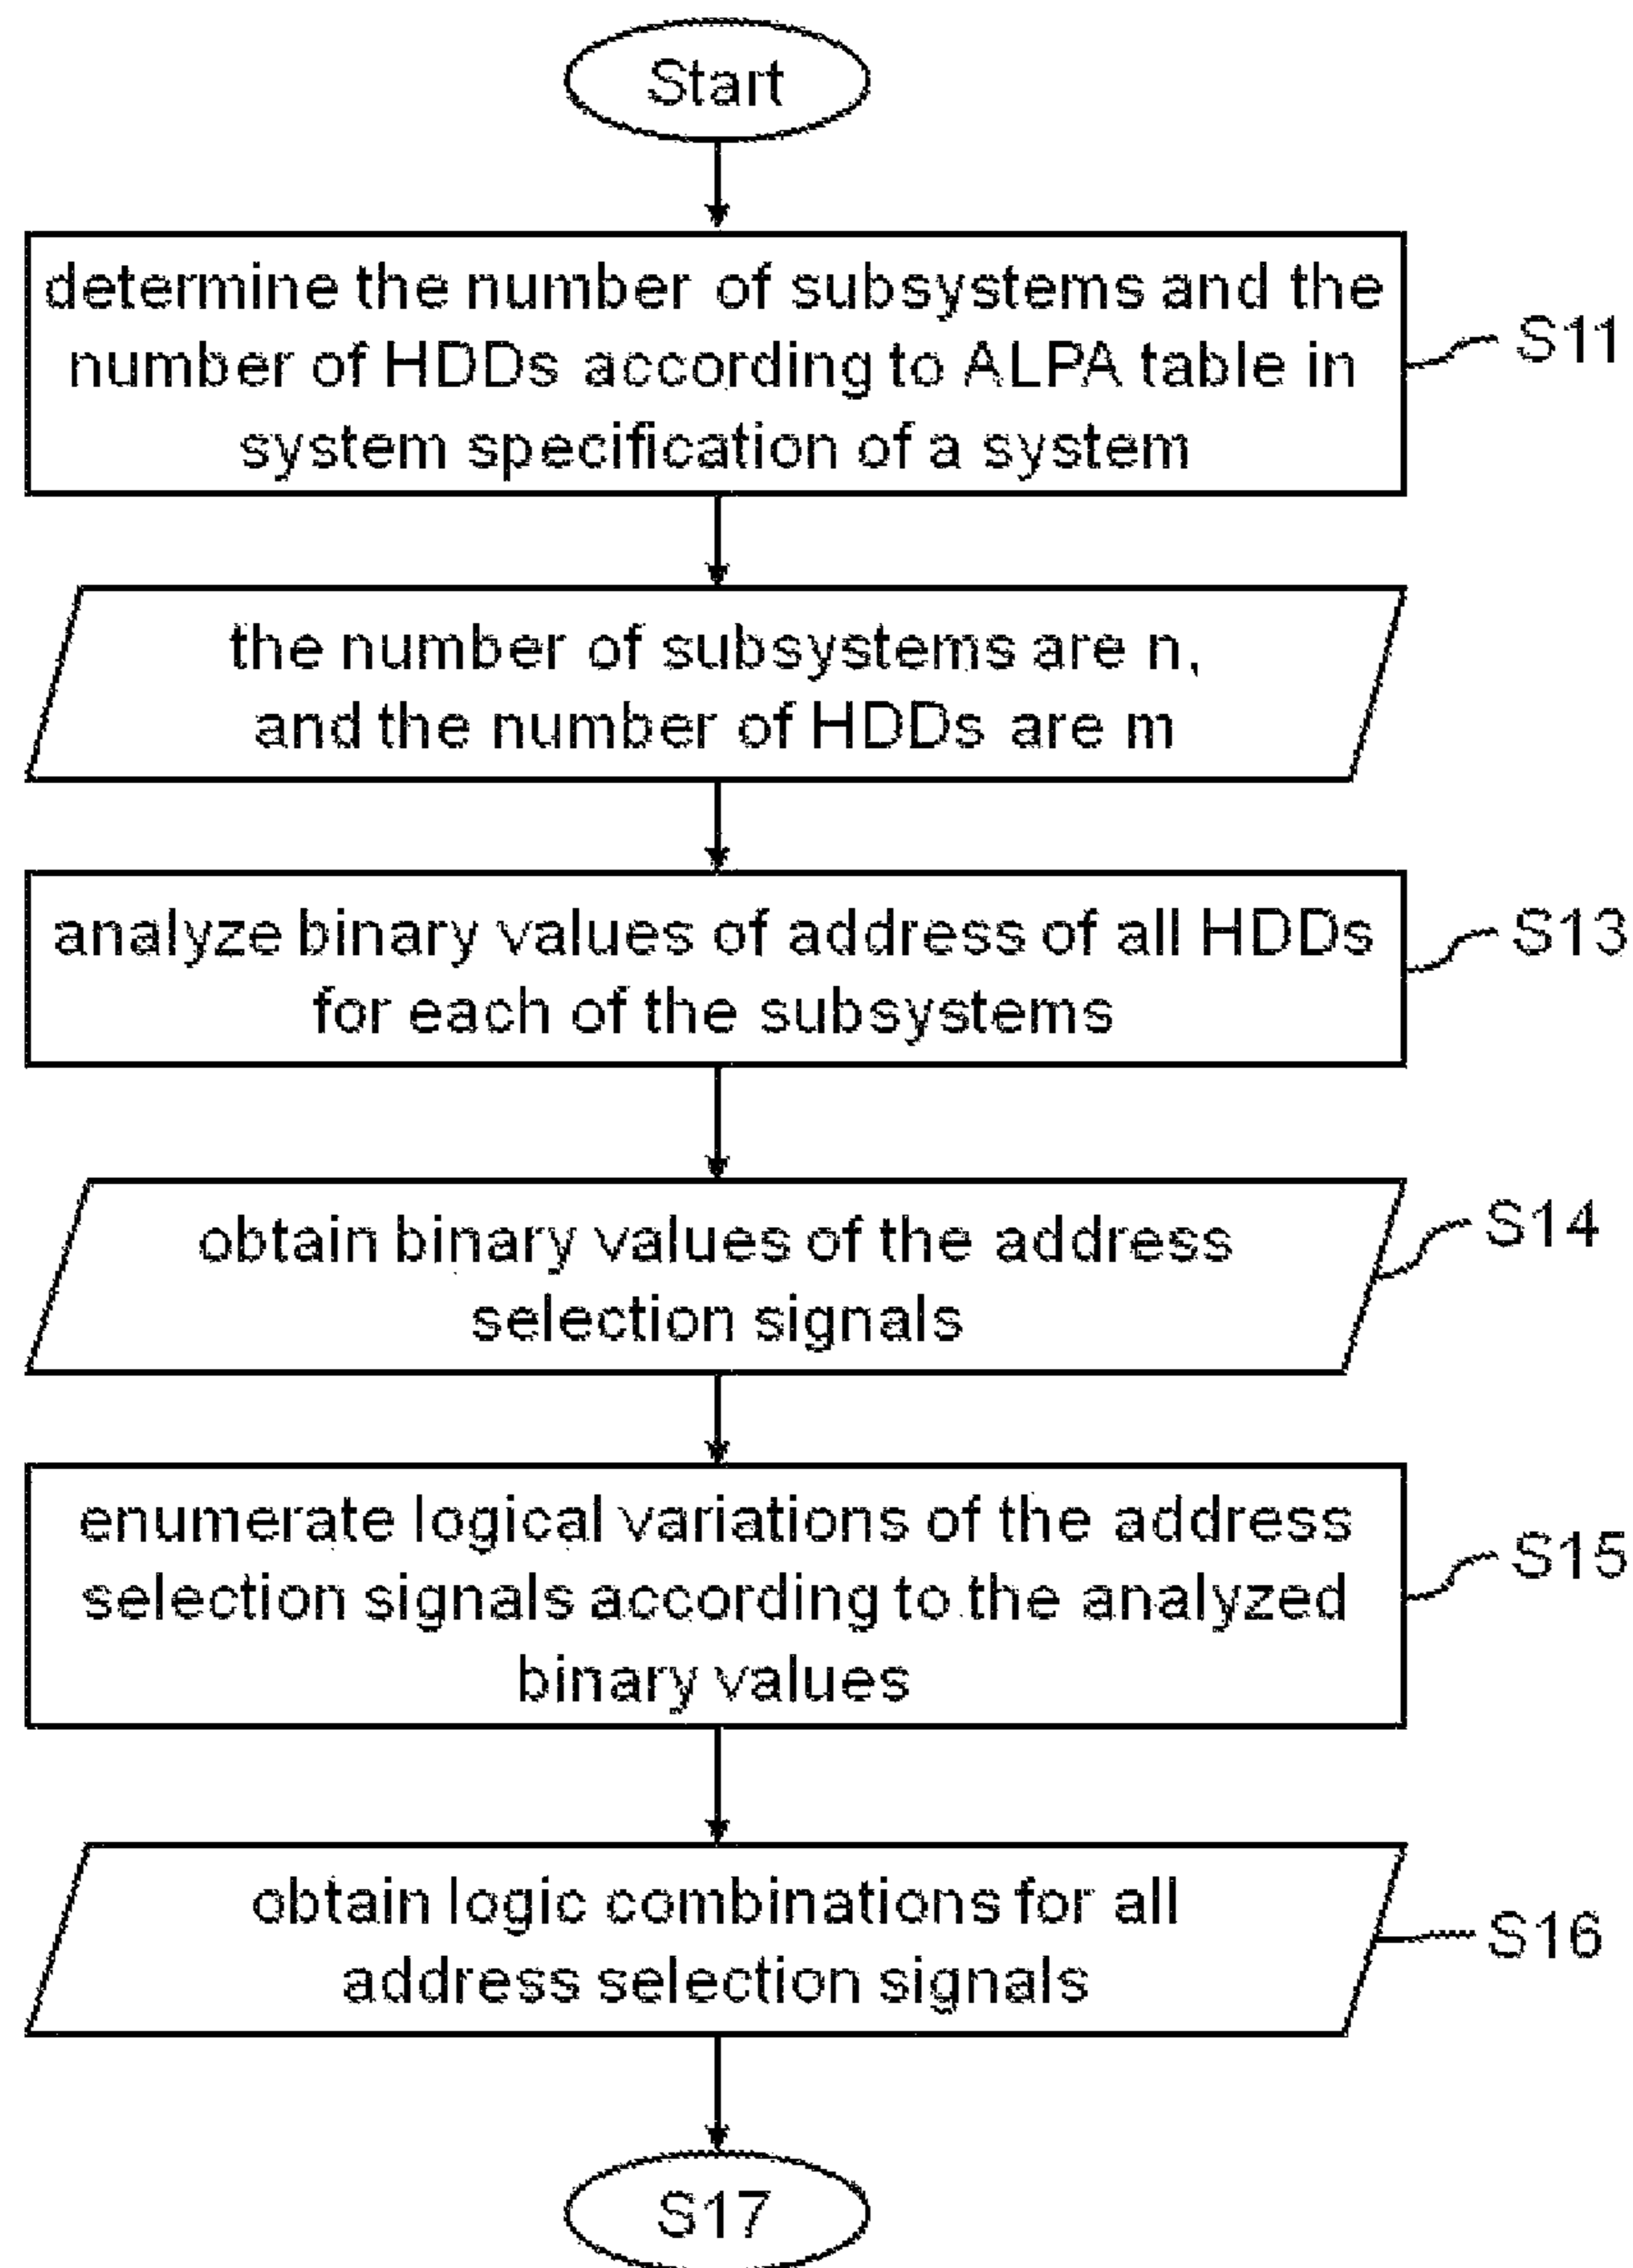 Start
determine the number of subsystems and the
number of HDDs according to ALPA table in
system specification of a system
S11
the number of subsystems are n,
and the number of HDDs are m
analyze binary values of address of all HDDs
for each of the subsystems
S13
obtain binary values of the address
selection signals
S14
enumerate logical variations of the address
selection signals according to the analyzed
binary values
S15
obtain logic combinations for all
address selection signals
S16
S17